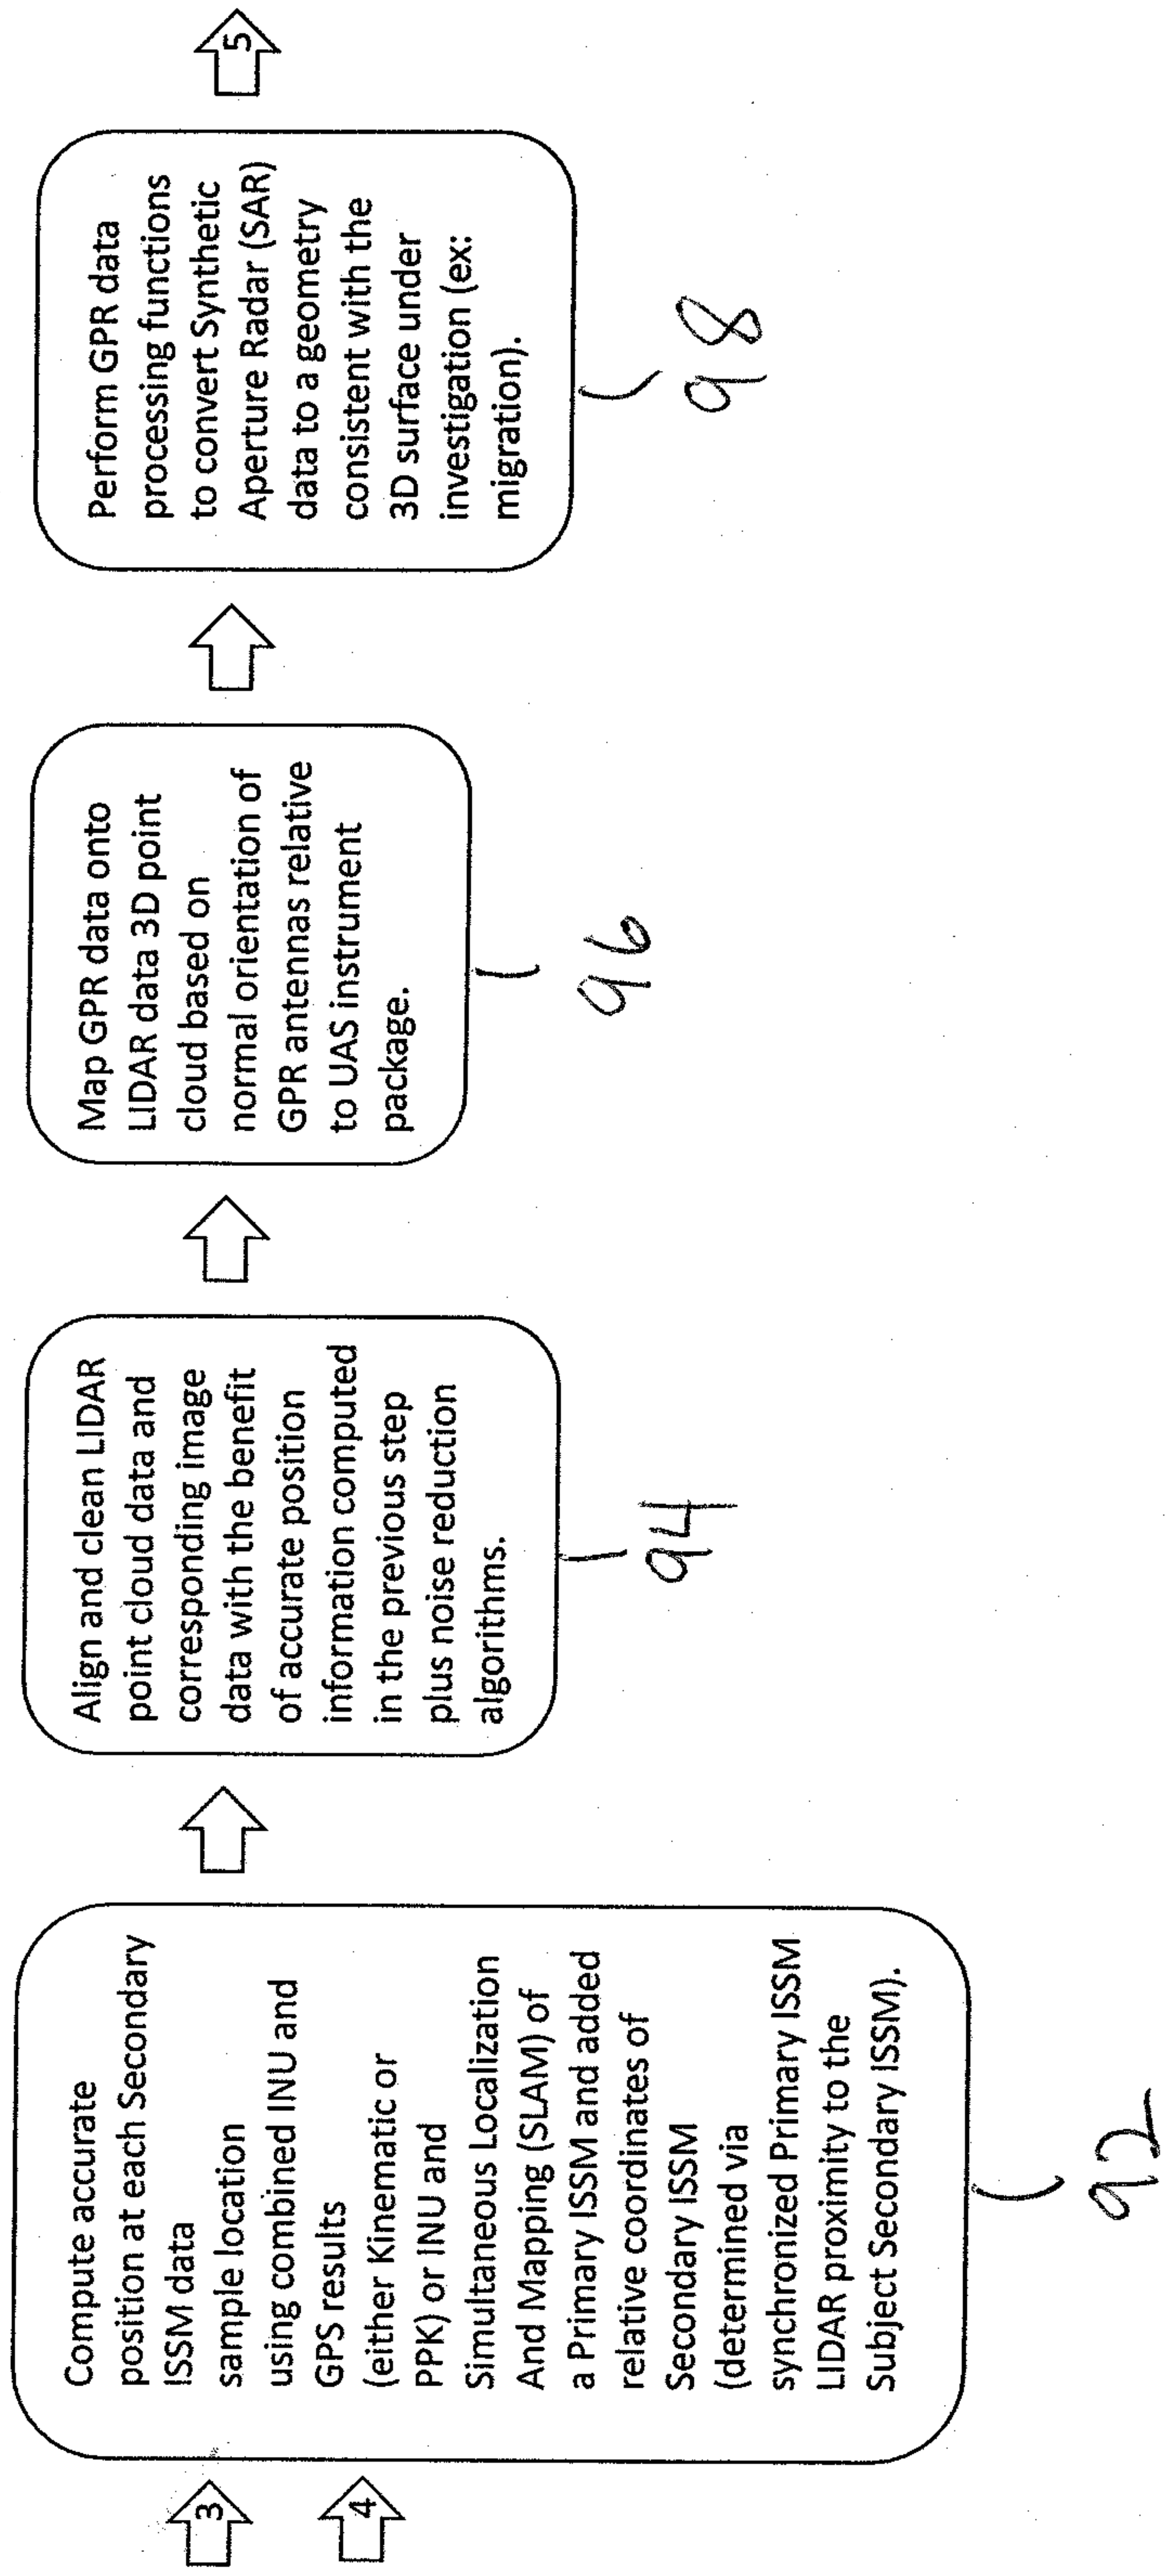 3
4
Compute accurate
position at each Secondary
ISSM data
sample location
using combined INU and
GPS results
(either Kinematic or
PPK) or INU and
Simultaneous Localization
And Mapping (SLAM) of
a Primary ISSM and added
relative coordinates of
Secondary ISSM
(determined via
synchronized Primary ISSM
LIDAR proximity to the
Subject Secondary ISSM).
92
Align and clean LIDAR
point cloud data and
corresponding image
data with the benefit
of accurate position
information computed
in the previous step
plus noise reduction
algorithms.
94
Map GPR data onto
LIDAR data 3D point
cloud based on
normal orientation of
GPR antennas relative
to UAS instrument
package.
96
Perform GPR data
processing functions
to convert Synthetic
Aperture Radar (SAR)
data to a geometry
consistent with the
3D surface under
investigation (ex:
migration).
98
5